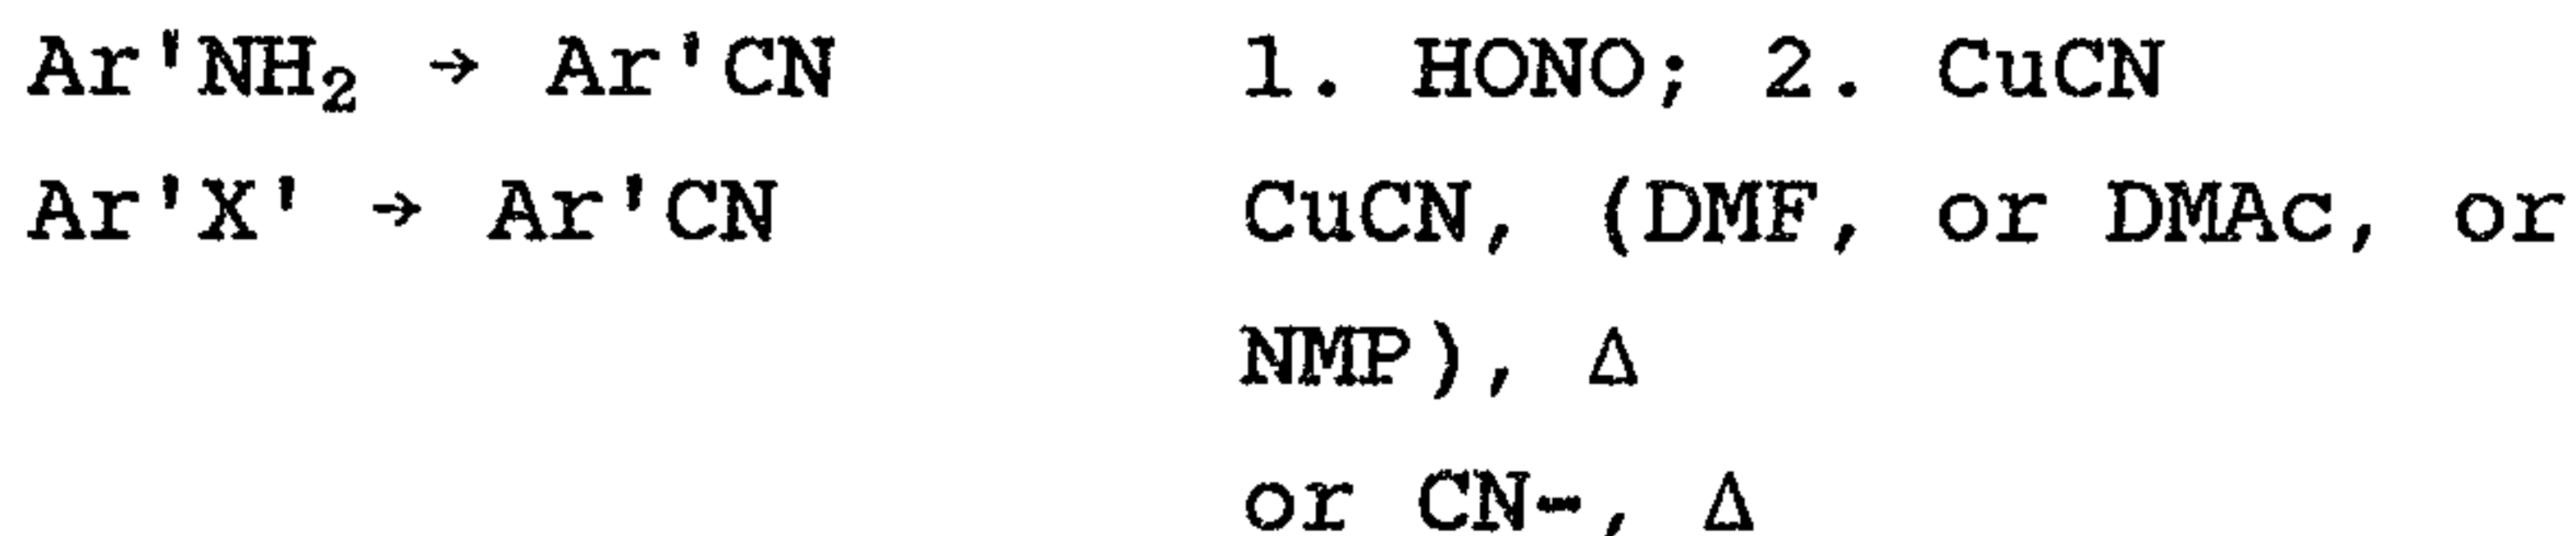 Ar'NH₂ → Ar'CN 1. HONO; 2. CuCN
Ar'X' → Ar'CN CuCN, (DMF, or DMAc, or
NMP), Δ
or CN-, Δ